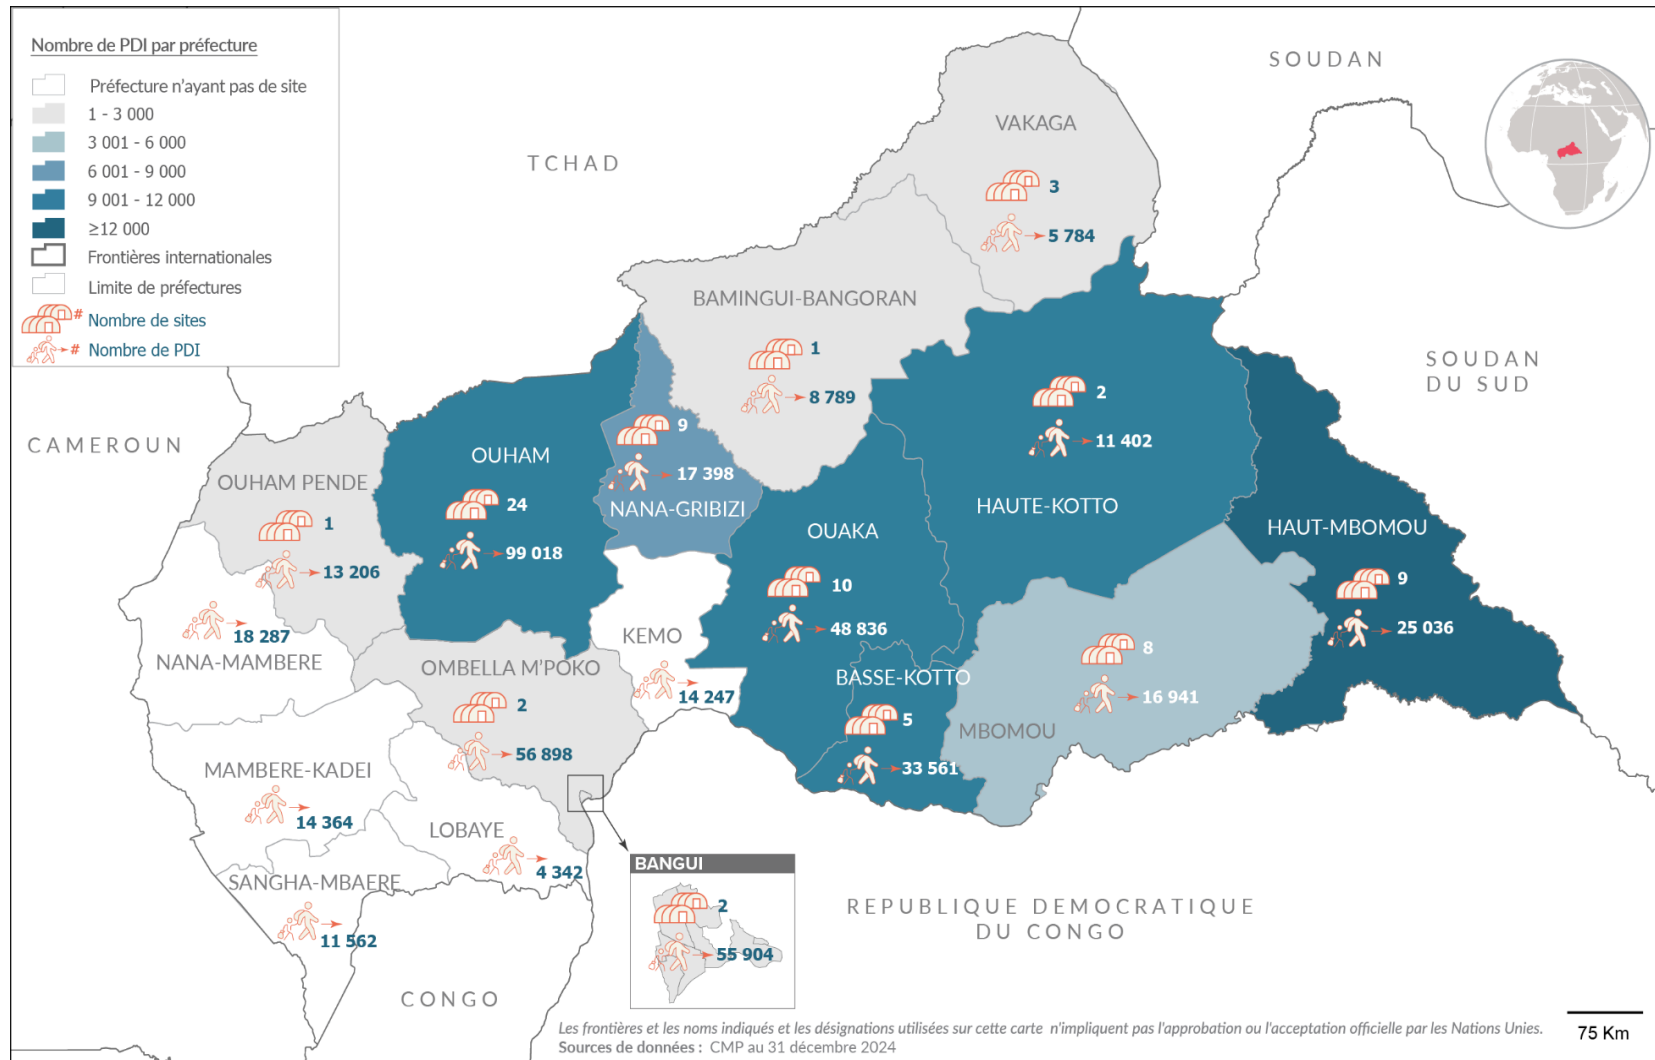 Nombre de PDI par préfecture
Préfecture n'ayant pas de site
1 - 3 000
3 001 - 6 000
6 001 - 9 000
9 001 - 12 000
≥12 000
Frontières internationales
Limite de préfectures
# Nombre de sites
# Nombre de PDI
SOUDAN
TCHAD
VAKAGA
3
5 784
BAMINGUI-BANGORAN
1
8 789
SOUDAN
DU SUD
CAMEROUN
HAUTE-KOTTO
2
11 402
OUHAM
24
99 018
9
17 398
NANA-GRIBIZI
OUHAM PENDE
1
13 206
OUAKA
10
48 836
HAUT-MBOMOU
9
25 036
18 287
NANA-MAMBERE
KEMO
14 247
OMBELLA M'POKO
2
56 898
BASSE-KOTTO
5
33 561
8
16 941
MBOMOU
MAMBERE-KADEI
14 364
LOBAYE
4 342
SANGHA-MBAERE
11 562
BANGUI
2
55 904
REPUBLIQUE DEMOCRATIQUE
DU CONGO
CONGO
Les frontières et les noms indiqués et les désignations utilisées sur cette carte n'impliquent pas l'approbation ou l'acceptation officielle par les Nations Unies.
Sources de données : CMP au 31 décembre 2024
75 Km